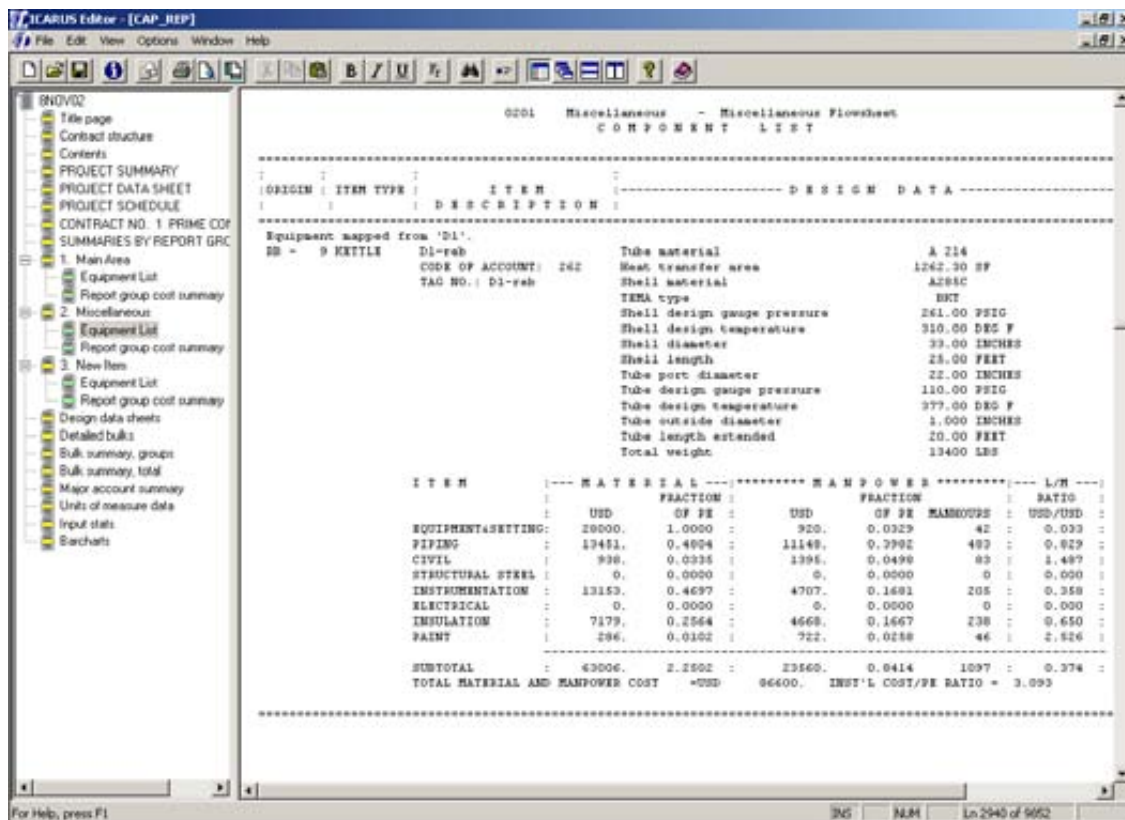 ICARUS Editor - [CAP_REP]
File Edit View Options Window Help
8NOV02
Title page
Contract structure
Contents
PROJECT SUMMARY
PROJECT DATA SHEET
PROJECT SCHEDULE
CONTRACT NO. 1 PRIME CON
SUMMARIES BY REPORT GRO
1. Main Area
Equipment List
Report group cost summary
2. Miscellaneous
Equipment List
Report group cost summary
3. New Item
Equipment List
Report group cost summary
Design data sheets
Detailed bulks
Bulk summary, groups
Bulk summary, total
Major account summary
Units of measure data
Input stats
Barcharts
0201 Miscellaneous - Miscellaneous Flowsheet
C O M P O N E N T L I S T
:ORIGIN : ITEM TYPE : I T E M :---------------------- D E S I G N D A T A --------------------
: : : D E S C R I P T I O N :
Equipment mapped from 'D1'.
9 KETTLE D1-reb Tube material A 214
CODE OF ACCOUNT: 262 Heat transfer area 1262.30 SF
TAG NO.: D1-reb Shell material A285C
TEMA type BKT
Shell design gauge pressure 261.00 PSIG
Shell design temperature 310.00 DEG F
Shell diameter 33.00 INCHES
Shell length 25.00 FEET
Tube port diameter 22.00 INCHES
Tube design gauge pressure 110.00 PSIG
Tube design temperature 377.00 DEG F
Tube outside diameter 1.000 INCHES
Tube length extended 20.00 FEET
Total weight 13400 LBS
I T E M :--- M A T E R I A L ---:********* M A N P O W E R *********:--- L/M ---:
: FRACTION : FRACTION : RATIO :
: USD OF PE : USD OF PE MANHOURS : USD/USD :
EQUIPMENT&SETTING: 28000. 1.0000 : 920. 0.0329 42 : 0.033 :
PIPING : 13451. 0.4804 : 11148. 0.3982 483 : 0.829 :
CIVIL : 938. 0.0335 : 1395. 0.0498 83 : 1.487 :
STRUCTURAL STEEL : 0. 0.0000 : 0. 0.0000 0 : 0.000 :
INSTRUMENTATION : 13153. 0.4697 : 4707. 0.1681 205 : 0.358 :
ELECTRICAL : 0. 0.0000 : 0. 0.0000 0 : 0.000 :
INSULATION : 7179. 0.2564 : 4668. 0.1667 238 : 0.650 :
PAINT : 286. 0.0102 : 722. 0.0258 46 : 2.526 :
SUBTOTAL : 63006. 2.2502 : 23560. 0.8414 1097 : 0.374 :
TOTAL MATERIAL AND MANPOWER COST =USD 86600. INST'L COST/PE RATIO = 3.093
For Help, press F1 INS NUM Ln 2940 of 9852